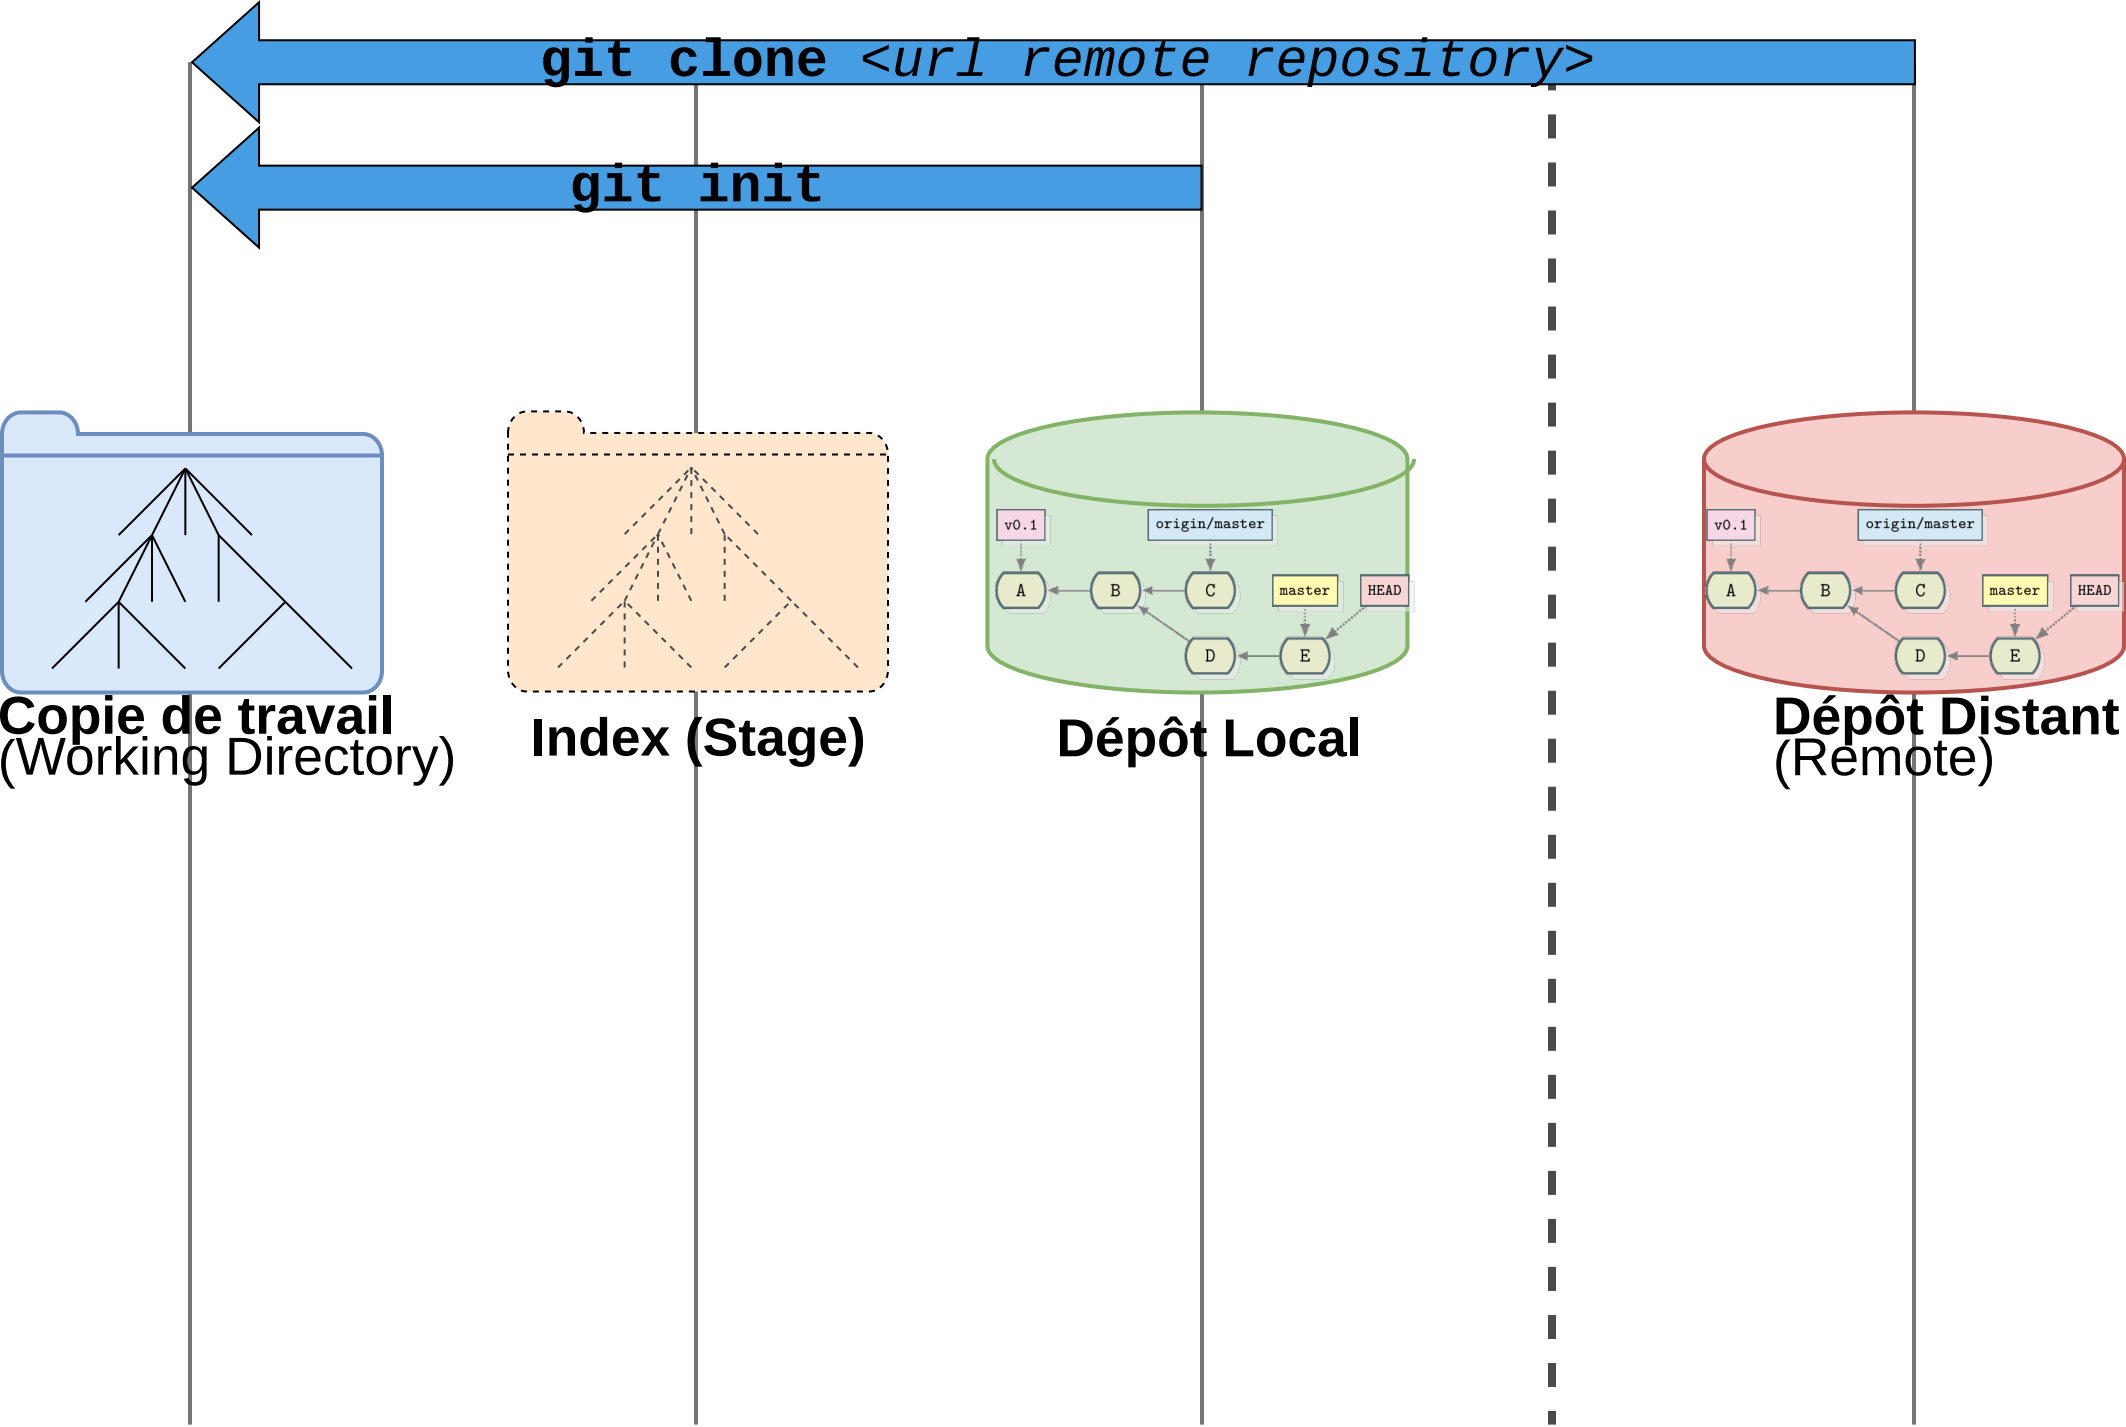 git clone <url remote repository>
git init
v0.1
origin/master
A
B
C
master
HEAD
D
E
v0.1
origin/master
A
B
C
master
HEAD
D
E
Copie de travail
(Working Directory)
Index (Stage)
Dépôt Local
Dépôt Distant
(Remote)